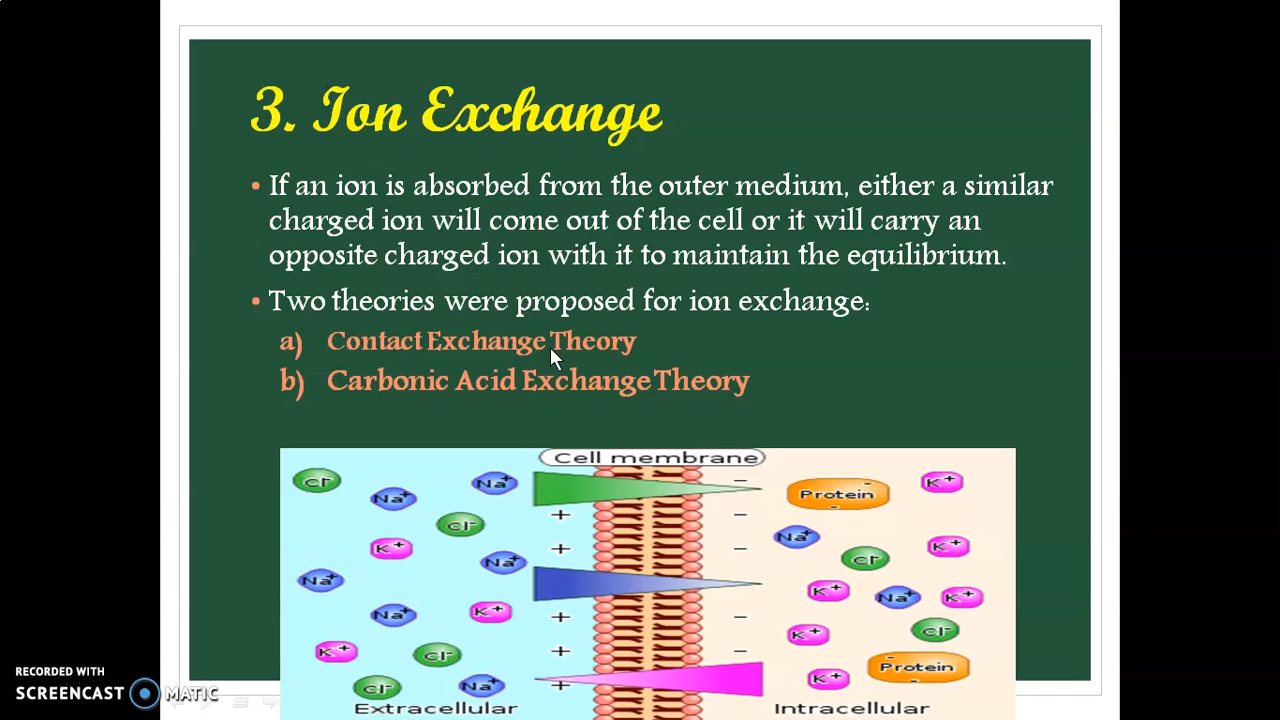 3. Ion Exchange
• If an ion is absorbed from the outer medium, either a similar
charged ion will come out of the cell or it will carry an
opposite charged ion with it to maintain the equilibrium.
• Two theories were proposed for ion exchange:
a) Contact Exchange Theory
b) Carbonic Acid Exchange Theory
Cell membrane
Cl⁻ Na⁺ Na⁺ − Protein − − K⁺
Cl⁻ + −
K⁺ + − Na⁺ Cl⁻ K⁺
Na⁺ Na⁺ K⁺ Na⁺ K⁺
Na⁺ K⁺ + − K⁺ Cl⁻
K⁺ Cl⁻ + − Protein − −
Cl⁻ Na⁺ + K⁺
Extracellular Intracellular
RECORDED WITH
SCREENCAST MATIC